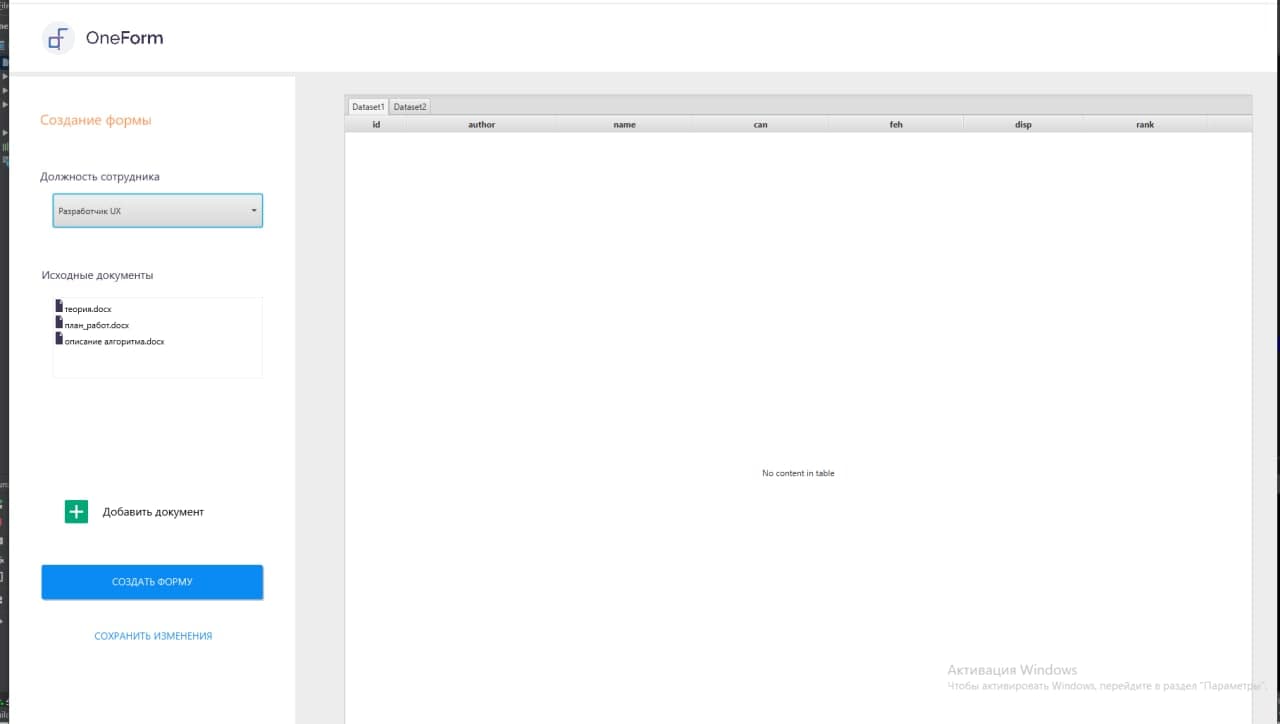 OneForm
Создание формы
Должность сотрудника
Разработчик UX
Исходные документы
теория.docx
план_работ.docx
описание алгоритма.docx
Добавить документ
СОЗДАТЬ ФОРМУ
СОХРАНИТЬ ИЗМЕНЕНИЯ
Dataset1 Dataset2
id author name can feh disp rank
No content in table
Активация Windows
Чтобы активировать Windows, перейдите в раздел "Параметры".